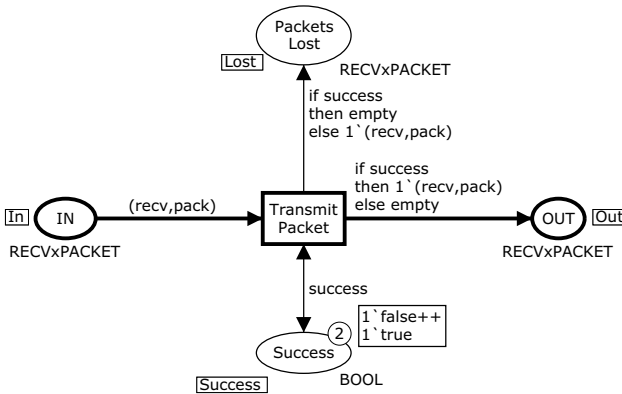 Packets
Lost
Lost
RECVxPACKET
if success
then empty
else 1`(recv,pack)
if success
then 1`(recv,pack)
else empty
In
IN
(recv,pack)
Transmit
Packet
OUT
Out
RECVxPACKET
RECVxPACKET
success
2
1`false++
1`true
Success
Success
BOOL